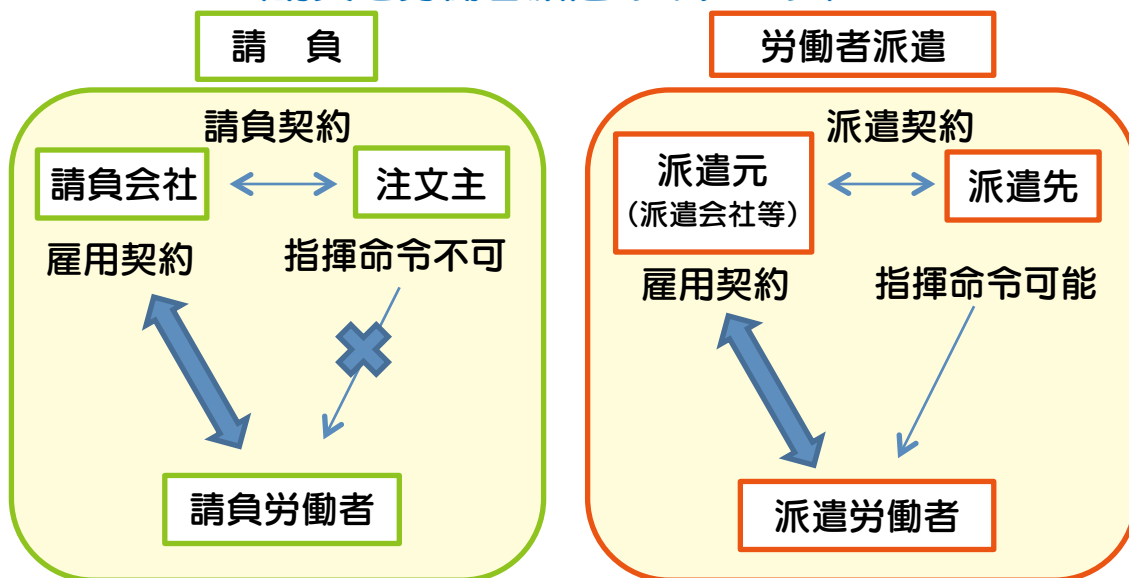 請　負
請負契約
請負会社
注文主
雇用契約
指揮命令不可
請負労働者
労働者派遣
派遣契約
派遣元
（派遣会社等）
派遣先
雇用契約
指揮命令可能
派遣労働者